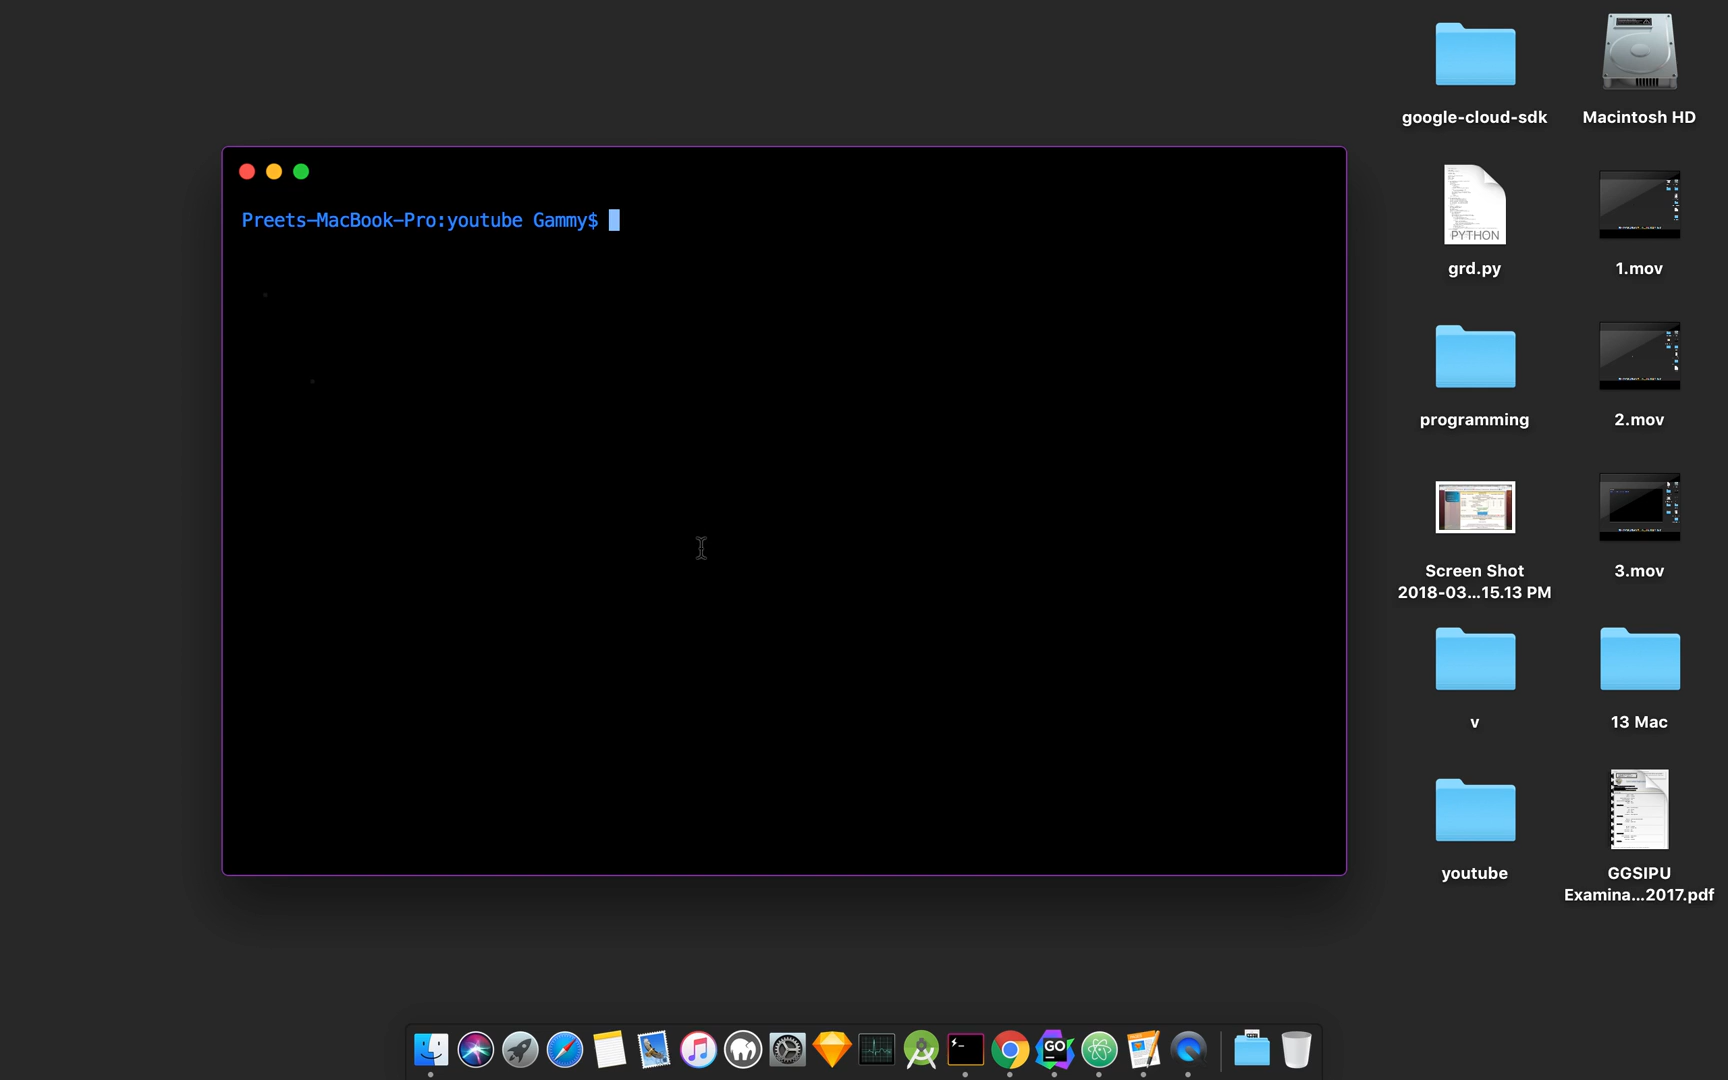 Preets-MacBook-Pro:youtube Gammy$
google-cloud-sdk
Macintosh HD
PYTHON
grd.py
1.mov
programming
2.mov
Screen Shot
2018-03...15.13 PM
3.mov
v
13 Mac
youtube
GGSIPU
Examina...2017.pdf
GO